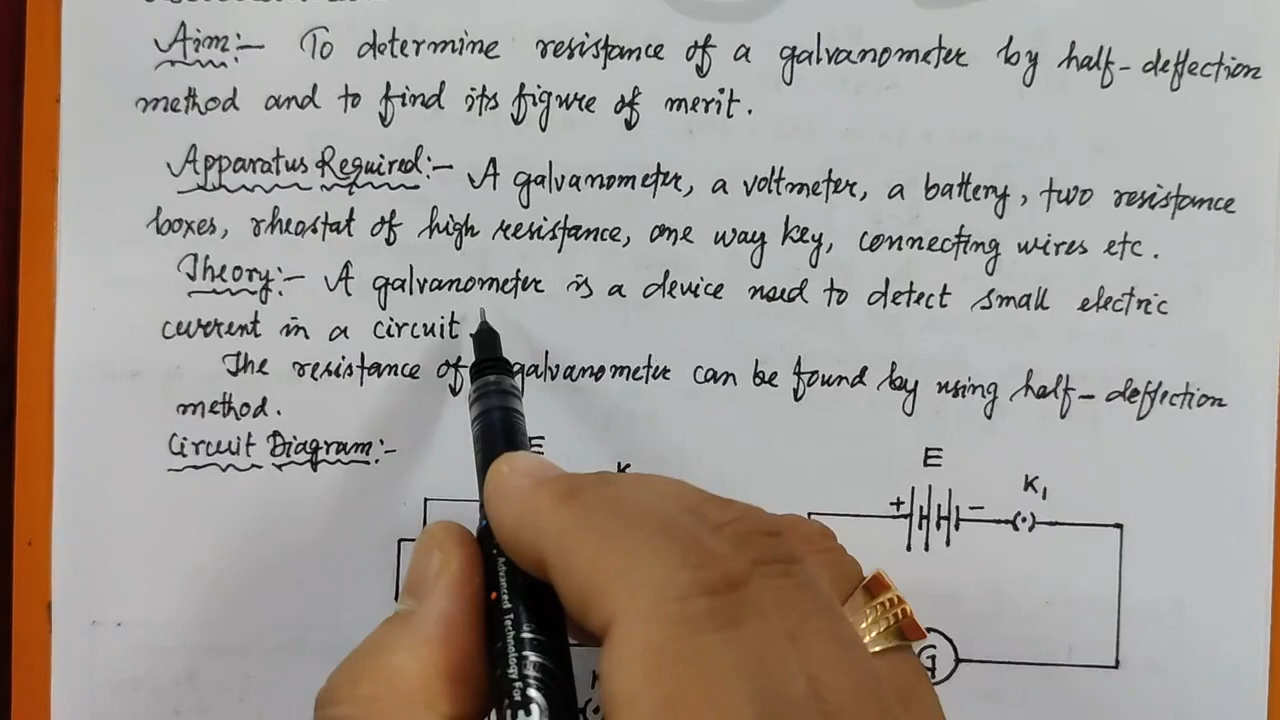 Aim:- To determine resistance of a galvanometer by half-deflection
method and to find its figure of merit.
Apparatus Required:- A galvanometer, a voltmeter, a battery, two resistance
boxes, rheostat of high resistance, one way key, connecting wires etc.
Theory:- A galvanometer is a device used to detect small electric
current in a circuit.
The resistance of galvanometer can be found by using half-deflection
method.
Circuit Diagram:-
E
K
E
+ -
K1
G
Advanced Technology For